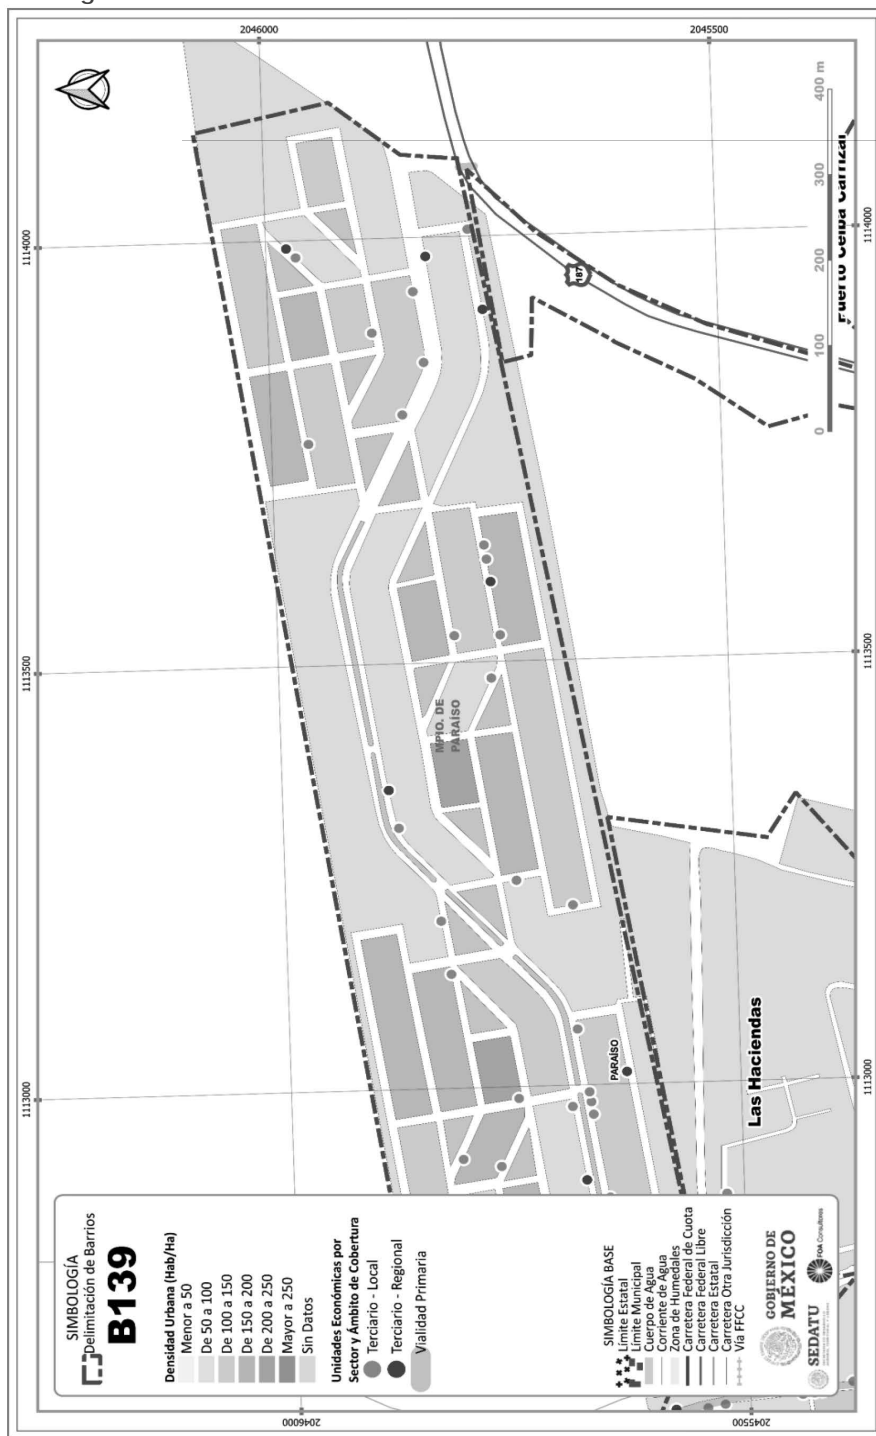 SIMBOLOGÍA
Delimitación de Barrios
B139
Densidad Urbana (Hab/Ha)
Menor a 50
De 50 a 100
De 100 a 150
De 150 a 200
De 200 a 250
Mayor a 250
Sin Datos
Unidades Económicas por
Sector y Ámbito de Cobertura
Terciario - Local
Terciario - Regional
Vialidad Primaria
SIMBOLOGÍA BASE
Límite Estatal
Límite Municipal
Cuerpo de Agua
Corriente de Agua
Zona de Humedales
Carretera Federal de Cuota
Carretera Federal Libre
Carretera Estatal
Carretera Otra Jurisdicción
Vía FFCC
GOBIERNO DE
MÉXICO
SEDATU
FOA Consultores
1113000
1113500
1114000
2046000
2045500
MPIO. DE
PARAÍSO
PARAÍSO
Las Haciendas
187
Puerto Ceiba Carrizal
0 100 200 300 400 m
1113000
1113500
1114000
2046000
2045500